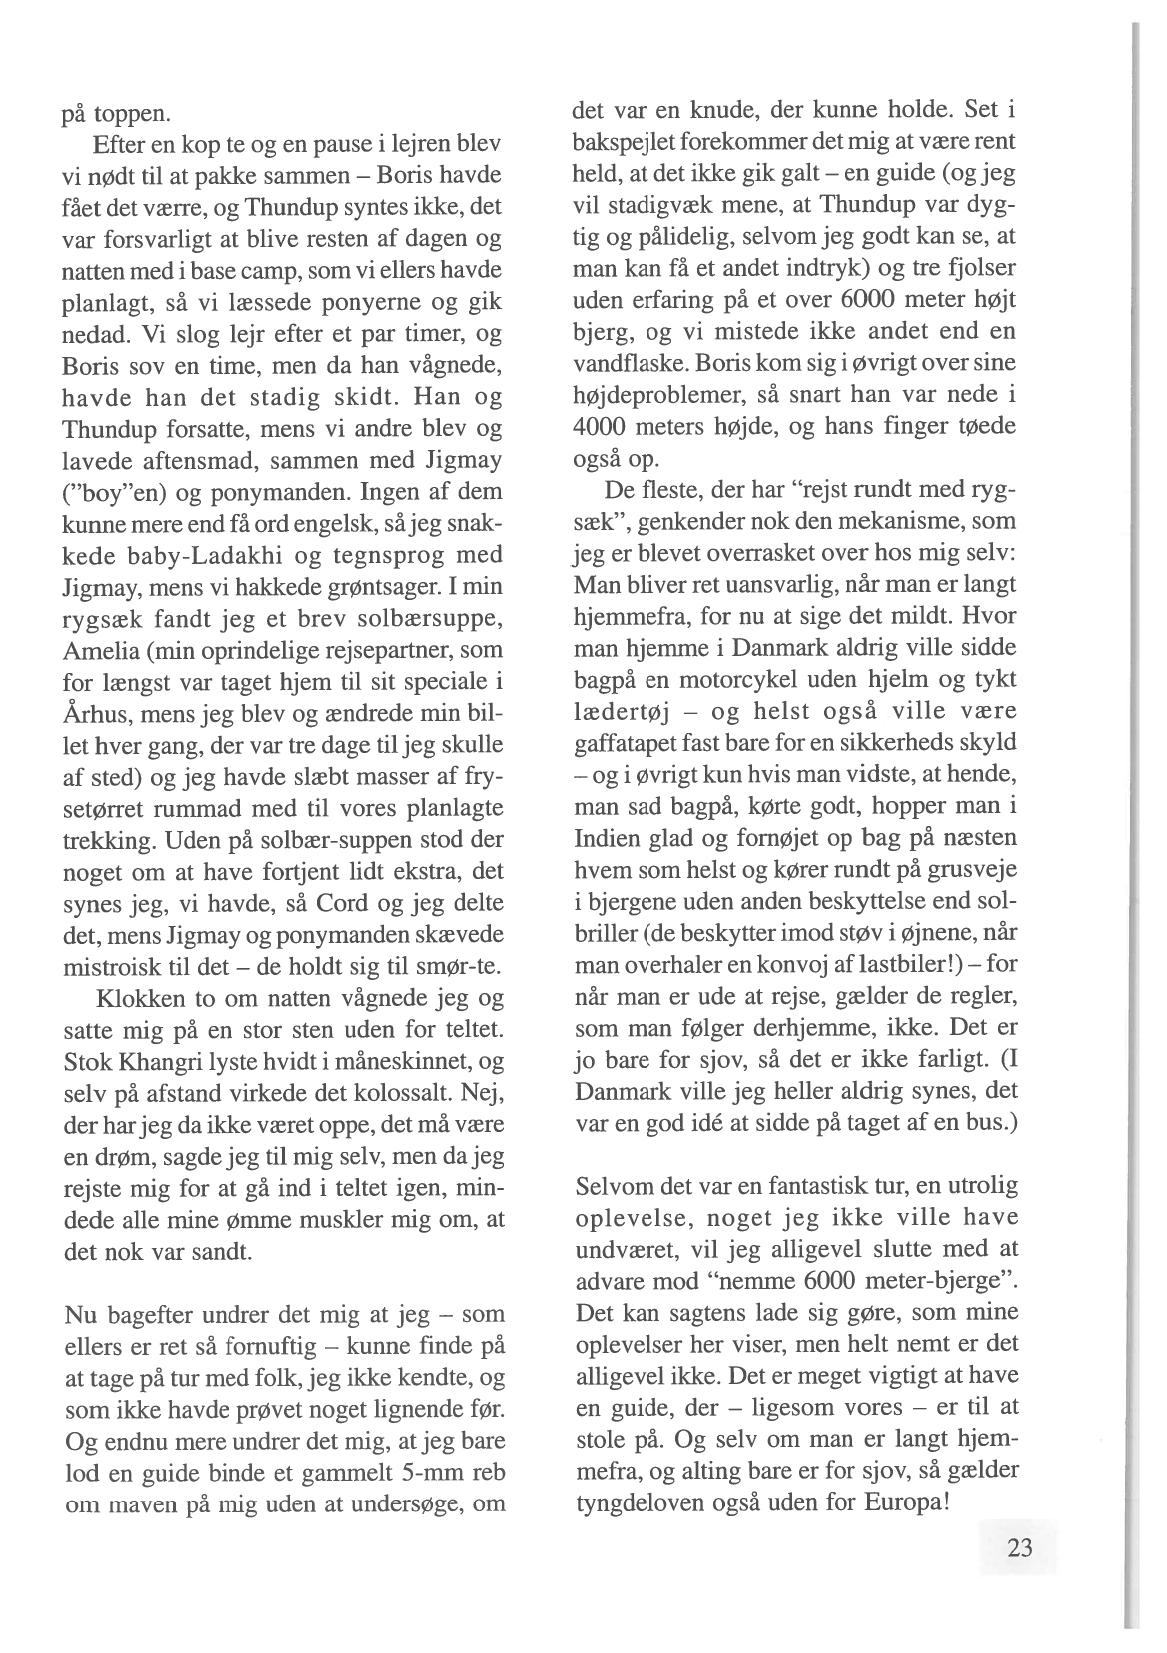 på toppen.
Efter en kop te og en pause i lejren blev
vi nødt til at pakke sammen – Boris havde
fået det værre, og Thundup syntes ikke, det
var forsvarligt at blive resten af dagen og
natten med i base camp, som vi ellers havde
planlagt, så vi læssede ponyerne og gik
nedad. Vi slog lejr efter et par timer, og
Boris sov en time, men da han vågnede,
havde han det stadig skidt. Han og
Thundup forsatte, mens vi andre blev og
lavede aftensmad, sammen med Jigmay
(”boy”en) og ponymanden. Ingen af dem
kunne mere end få ord engelsk, så jeg snak-
kede baby-Ladakhi og tegnsprog med
Jigmay, mens vi hakkede grøntsager. I min
rygsæk fandt jeg et brev solbærsuppe,
Amelia (min oprindelige rejsepartner, som
for længst var taget hjem til sit speciale i
Århus, mens jeg blev og ændrede min bil-
let hver gang, der var tre dage til jeg skulle
af sted) og jeg havde slæbt masser af fry-
setørret rummad med til vores planlagte
trekking. Uden på solbær-suppen stod der
noget om at have fortjent lidt ekstra, det
synes jeg, vi havde, så Cord og jeg delte
det, mens Jigmay og ponymanden skævede
mistroisk til det – de holdt sig til smør-te.
Klokken to om natten vågnede jeg og
satte mig på en stor sten uden for teltet.
Stok Khangri lyste hvidt i måneskinnet, og
selv på afstand virkede det kolossalt. Nej,
der har jeg da ikke været oppe, det må være
en drøm, sagde jeg til mig selv, men da jeg
rejste mig for at gå ind i teltet igen, min-
dede alle mine ømme muskler mig om, at
det nok var sandt.
Nu bagefter undrer det mig at jeg – som
ellers er ret så fornuftig – kunne finde på
at tage på tur med folk, jeg ikke kendte, og
som ikke havde prøvet noget lignende før.
Og endnu mere undrer det mig, at jeg bare
lod en guide binde et gammelt 5-mm reb
om maven på mig uden at undersøge, om
det var en knude, der kunne holde. Set i
bakspejlet forekommer det mig at være rent
held, at det ikke gik galt – en guide (og jeg
vil stadigvæk mene, at Thundup var dyg-
tig og pålidelig, selvom jeg godt kan se, at
man kan få et andet indtryk) og tre fjolser
uden erfaring på et over 6000 meter højt
bjerg, og vi mistede ikke andet end en
vandflaske. Boris kom sig i øvrigt over sine
højdeproblemer, så snart han var nede i
4000 meters højde, og hans finger tøede
også op.
De fleste, der har “rejst rundt med ryg-
sæk”, genkender nok den mekanisme, som
jeg er blevet overrasket over hos mig selv:
Man bliver ret uansvarlig, når man er langt
hjemmefra, for nu at sige det mildt. Hvor
man hjemme i Danmark aldrig ville sidde
bagpå en motorcykel uden hjelm og tykt
lædertøj – og helst også ville være
gaffatapet fast bare for en sikkerheds skyld
– og i øvrigt kun hvis man vidste, at hende,
man sad bagpå, kørte godt, hopper man i
Indien glad og fornøjet op bag på næsten
hvem som helst og kører rundt på grusveje
i bjergene uden anden beskyttelse end sol-
briller (de beskytter imod støv i øjnene, når
man overhaler en konvoj af lastbiler!) – for
når man er ude at rejse, gælder de regler,
som man følger derhjemme, ikke. Det er
jo bare for sjov, så det er ikke farligt. (I
Danmark ville jeg heller aldrig synes, det
var en god idé at sidde på taget af en bus.)
Selvom det var en fantastisk tur, en utrolig
oplevelse, noget jeg ikke ville have
undværet, vil jeg alligevel slutte med at
advare mod “nemme 6000 meter-bjerge”.
Det kan sagtens lade sig gøre, som mine
oplevelser her viser, men helt nemt er det
alligevel ikke. Det er meget vigtigt at have
en guide, der – ligesom vores – er til at
stole på. Og selv om man er langt hjem-
mefra, og alting bare er for sjov, så gælder
tyngdeloven også uden for Europa!
23